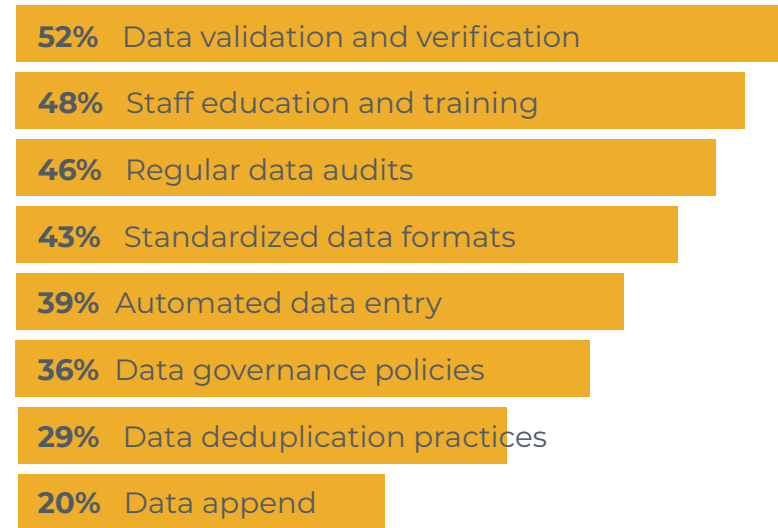 52% Data validation and verification
48% Staff education and training
46% Regular data audits
43% Standardized data formats
39% Automated data entry
36% Data governance policies
29% Data deduplication practices
20% Data append